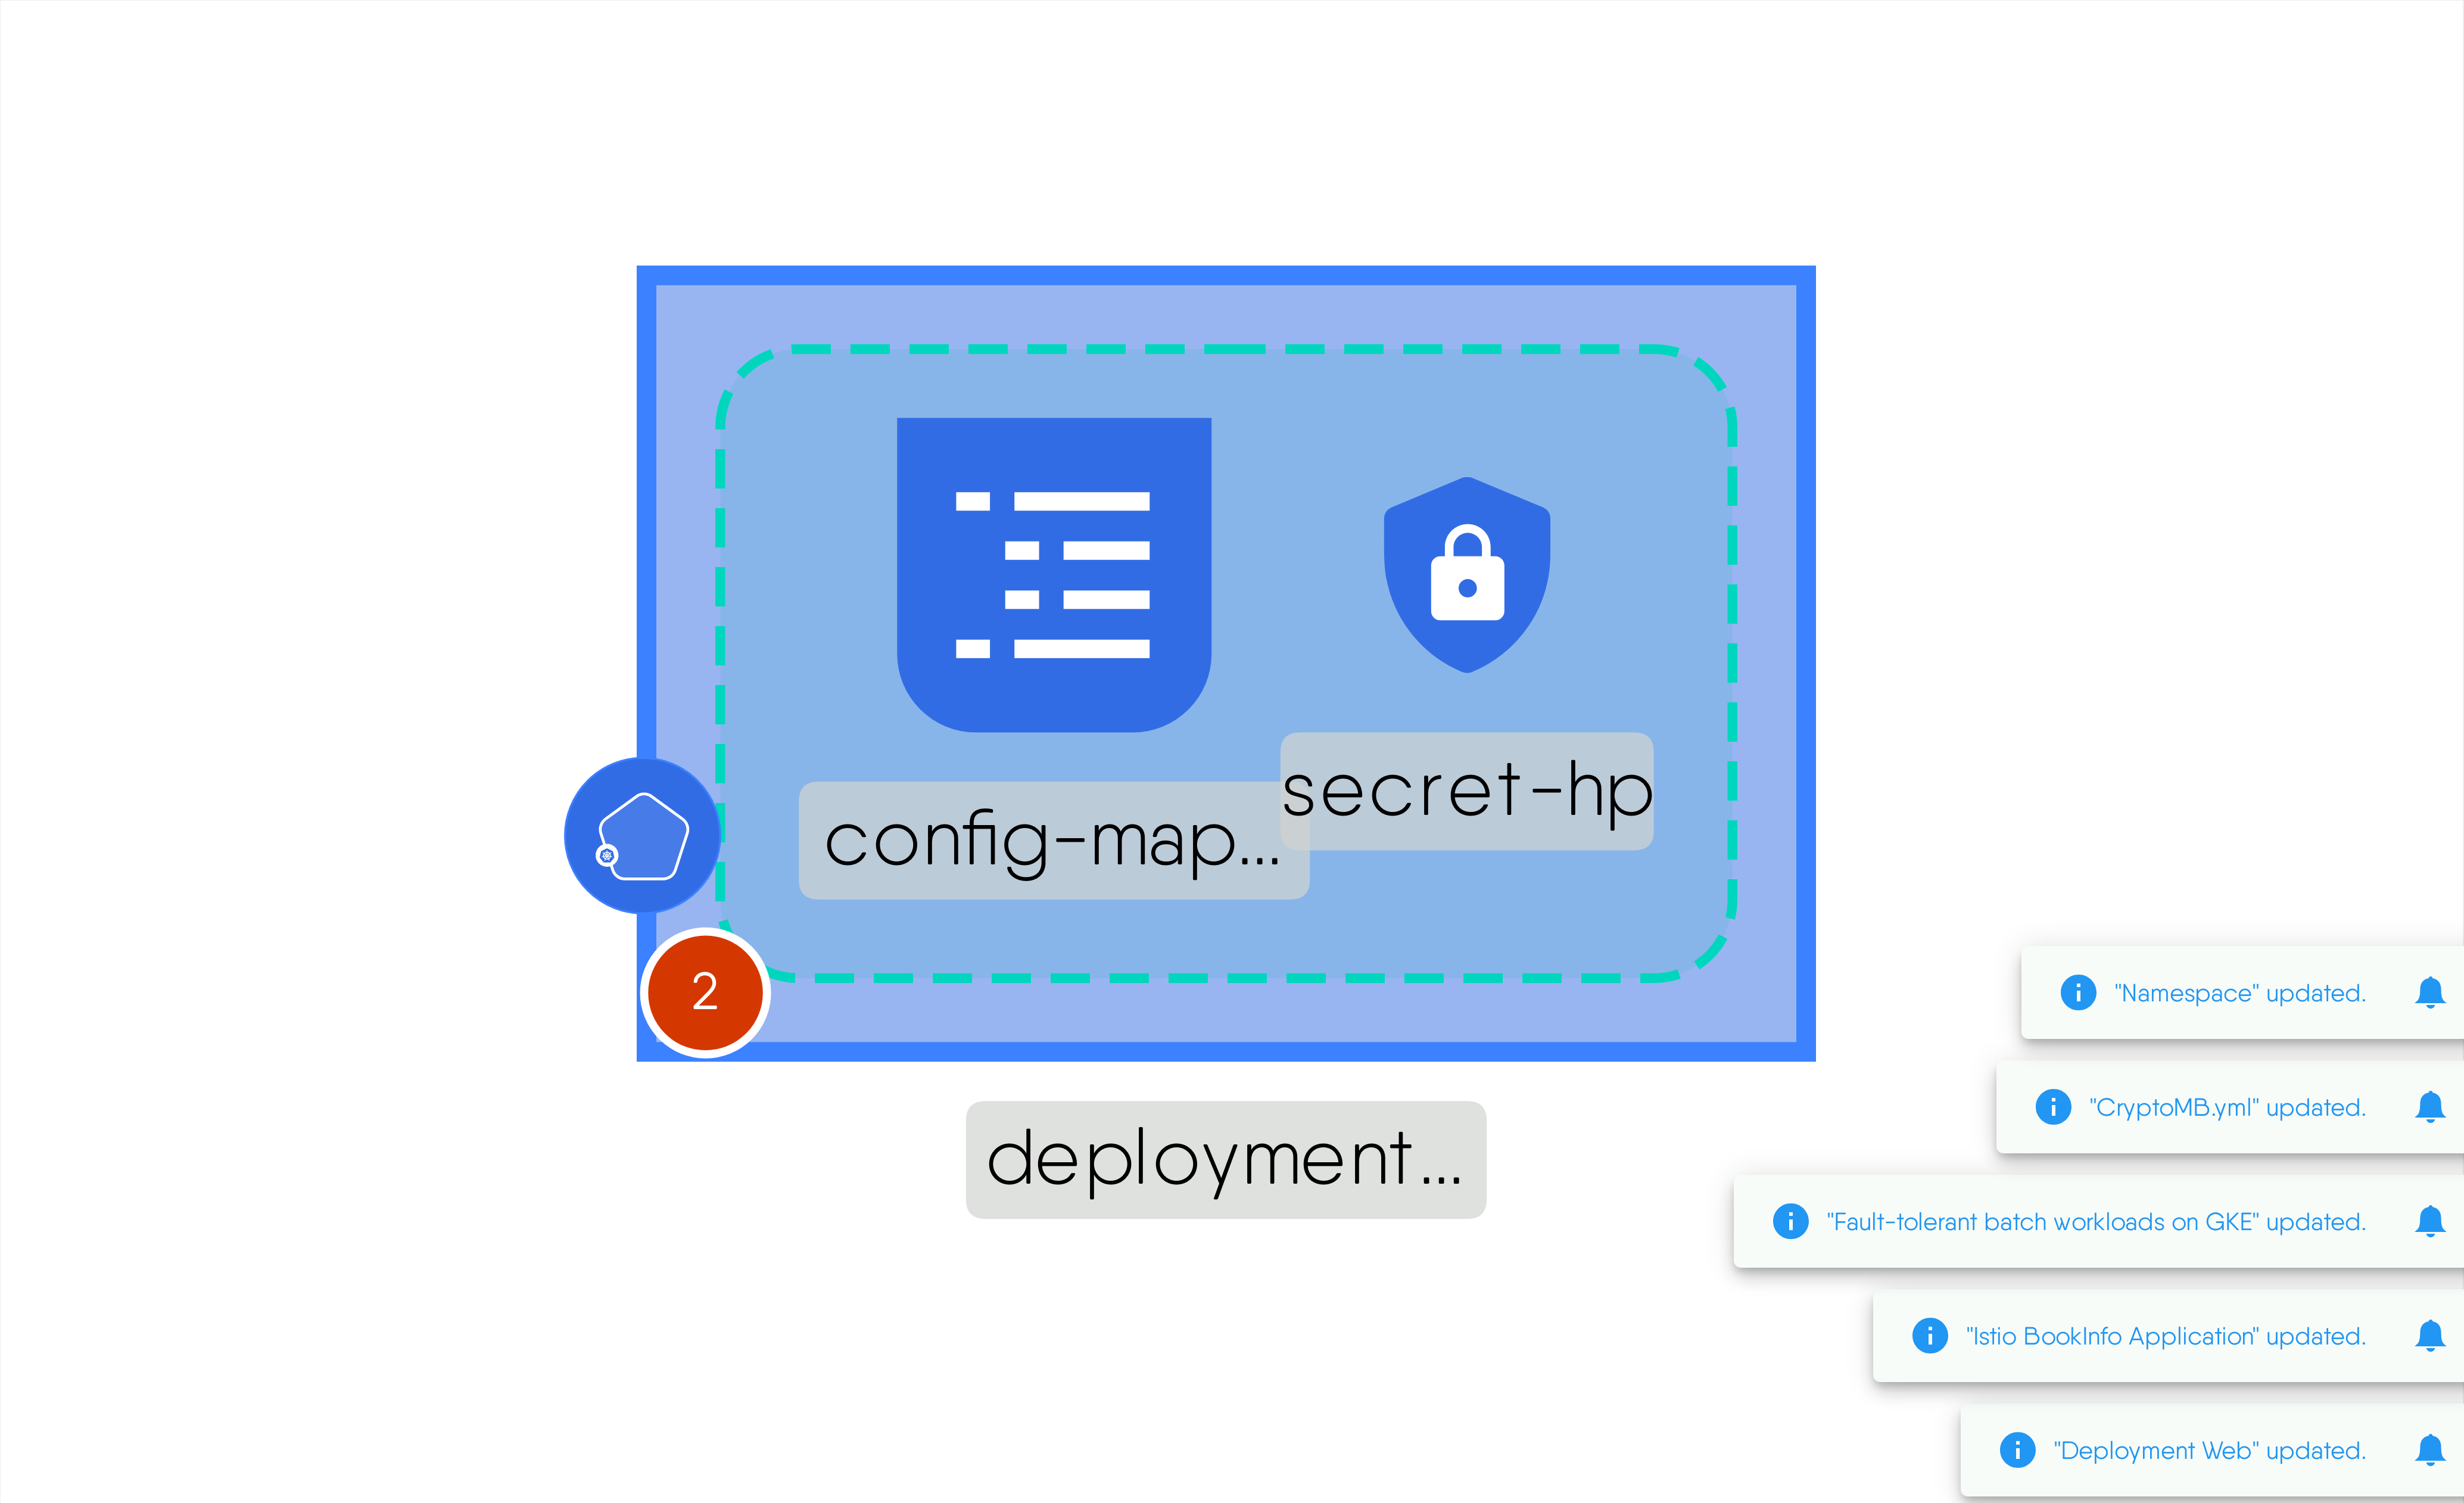 config-map...
secret-hp
2
deployment...
"Namespace" updated.
"CryptoMB.yml" updated.
"Fault-tolerant batch workloads on GKE" updated.
"Istio BookInfo Application" updated.
"Deployment Web" updated.